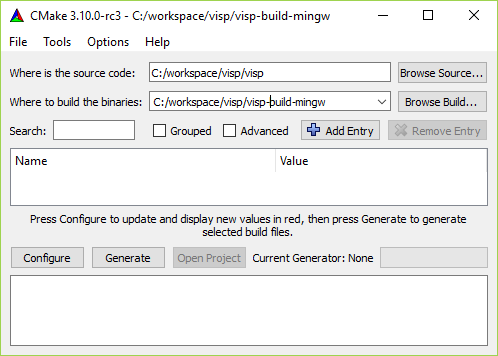 CMake 3.10.0-rc3 - C:/workspace/visp/visp-build-mingw
File Tools Options Help
Where is the source code: C:/workspace/visp/visp Browse Source...
Where to build the binaries: C:/workspace/visp/visp-build-mingw Browse Build...
Search: Grouped Advanced Add Entry Remove Entry
Name Value
Press Configure to update and display new values in red, then press Generate to generate
selected build files.
Configure Generate Open Project Current Generator: None